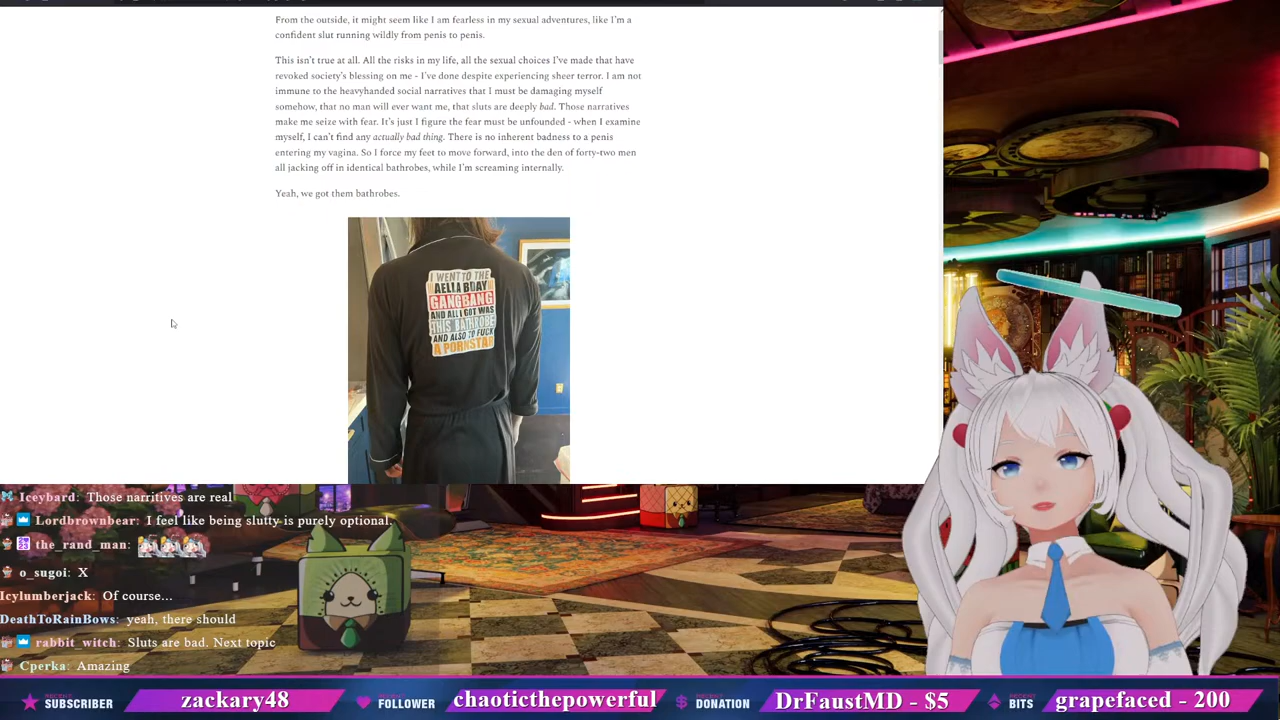 From the outside, it might seem like I am fearless in my sexual adventures, like I'm a
confident slut running wildly from penis to penis.
This isn't true at all. All the risks in my life, all the sexual choices I've made that have
revoked society's blessing on me - I've done despite experiencing sheer terror. I am not
immune to the heavyhanded social narratives that I must be damaging myself
somehow, that no man will ever want me, that sluts are deeply bad. Those narratives
make me seize with fear. It's just I figure the fear must be unfounded - when I examine
myself, I can't find any actually bad thing. There is no inherent badness to a penis
entering my vagina. So I force my feet to move forward, into the den of forty-two men
all jacking off in identical bathrobes, while I'm screaming internally.
Yeah, we got them bathrobes.
I WENT TO THE
AELLA BDAY
GANGBANG
AND ALL I GOT WAS
THIS BATHROBE
AND ALSO TO FUCK
A PORNSTAR
Iceybard: Those narritives are real
Lordbrownbear: I feel like being slutty is purely optional.
the_rand_man:
o_sugoi: X
Icylumberjack: Of course...
DeathToRainBows: yeah, there should
rabbit_witch: Sluts are bad. Next topic
Cperka: Amazing
RECENT SUBSCRIBER zackary48 RECENT FOLLOWER chaoticthepowerful RECENT DONATION DrFaustMD - $5 RECENT BITS grapefaced - 200